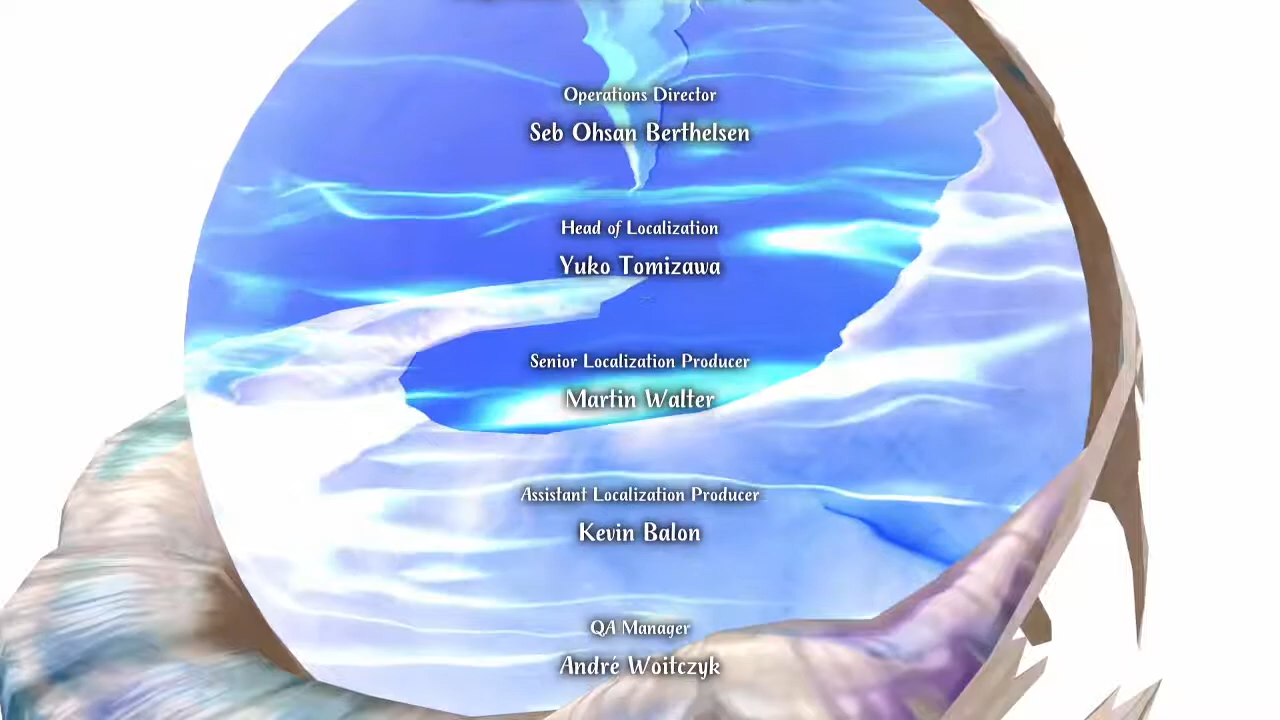 Operations Director
Seb Ohsan Berthelsen
Head of Localization
Yuko Tomizawa
Senior Localization Producer
Martin Walter
Assistant Localization Producer
Kevin Balon
QA Manager
André Woitczyk